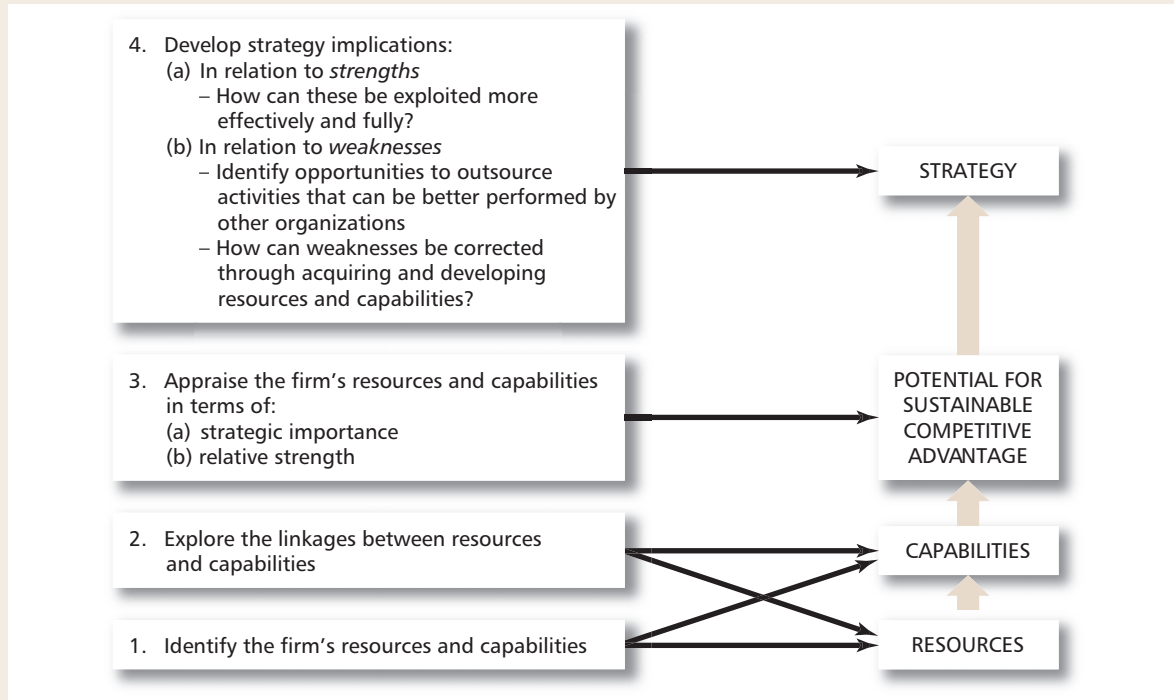 4. Develop strategy implications:
(a) In relation to strengths
– How can these be exploited more
effectively and fully?
(b) In relation to weaknesses
– Identify opportunities to outsource
activities that can be better performed by
other organizations
– How can weaknesses be corrected
through acquiring and developing
resources and capabilities?
STRATEGY
3. Appraise the firm's resources and capabilities
in terms of:
(a) strategic importance
(b) relative strength
POTENTIAL FOR
SUSTAINABLE
COMPETITIVE
ADVANTAGE
2. Explore the linkages between resources
and capabilities
CAPABILITIES
1. Identify the firm's resources and capabilities
RESOURCES